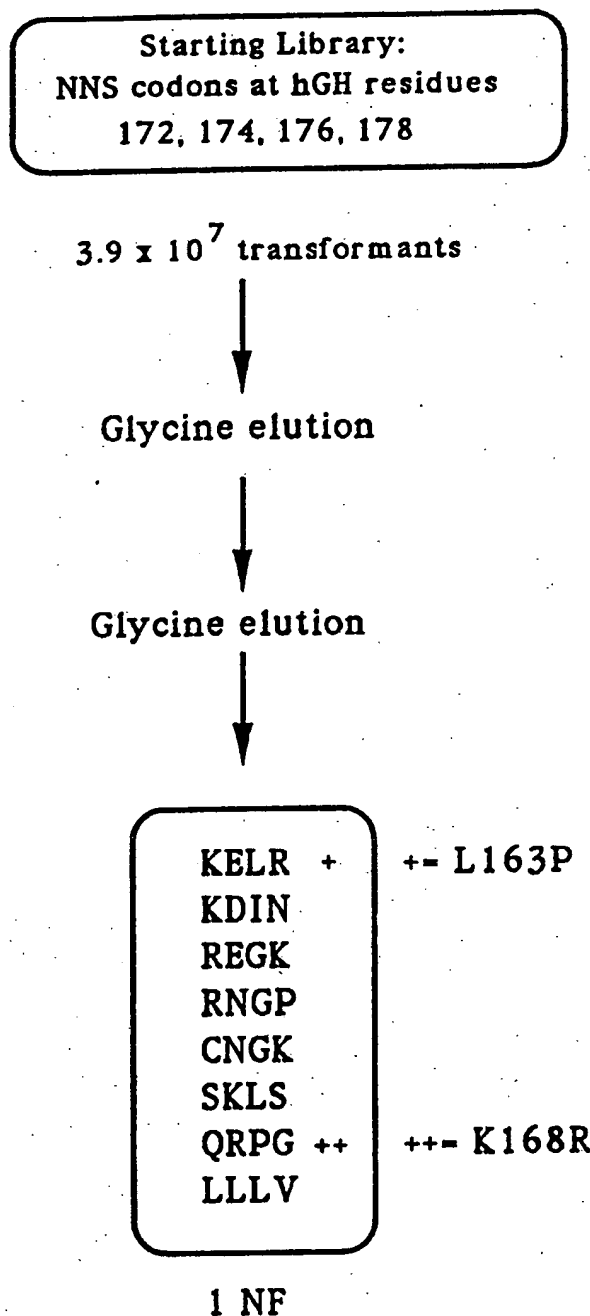 Starting Library:
NNS codons at hGH residues
172, 174, 176, 178
3.9 x 10^7 transformants
Glycine elution
Glycine elution
KELR + += L163P
KDIN
REGK
RNGP
CNGK
SKLS
QRPG ++ ++= K168R
LLLV
1 NF